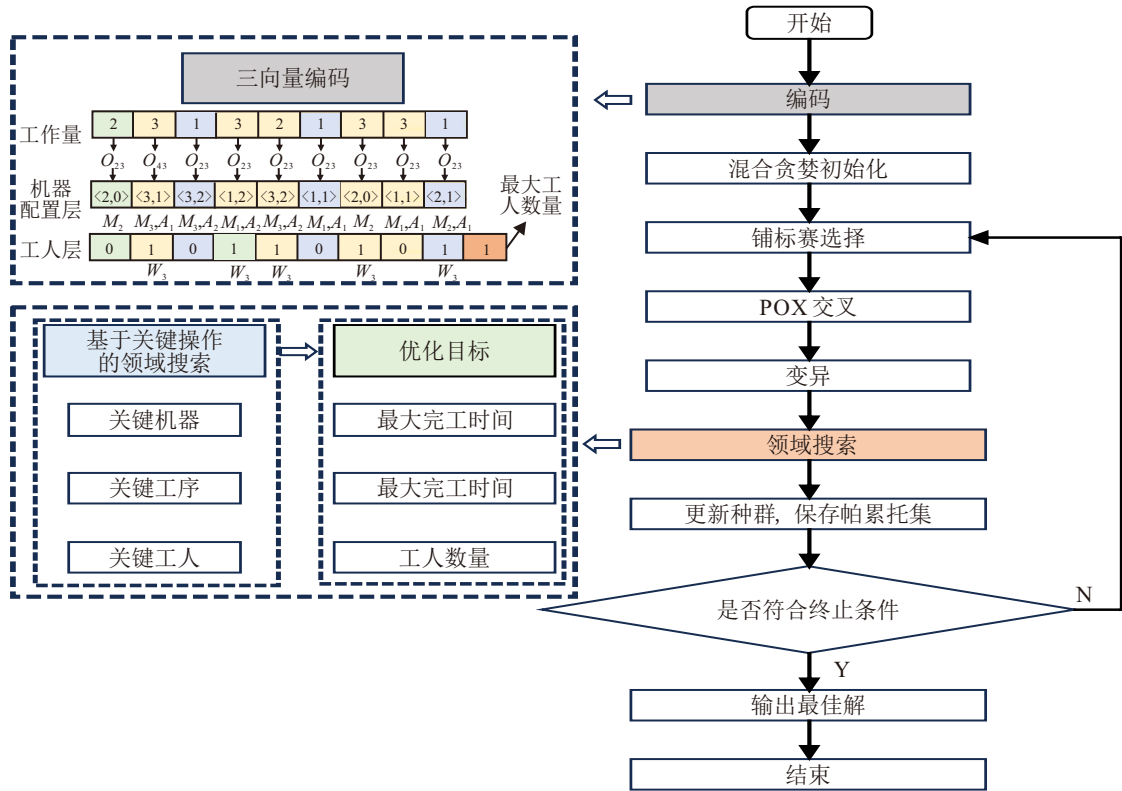 三向量编码
工作量
2 3 1 3 2 1 3 3 1
O23 O43 O23 O23 O23 O23 O23 O23 O23
机器
配置层
<2,0> <3,1> <3,2> <1,2> <3,2> <1,1> <2,0> <1,1> <2,1>
M2 M3,A1 M3,A2 M1,A2 M3,A2 M1,A1 M2 M1,A1 M2,A1
最大工
人数量
工人层
0 1 0 1 1 0 1 0 1 1
W3 W3 W3 W3 W3
基于关键操作
的领域搜索
关键机器
关键工序
关键工人
优化目标
最大完工时间
最大完工时间
工人数量
开始
编码
混合贪婪初始化
铺标赛选择
POX 交叉
变异
领域搜索
更新种群, 保存帕累托集
是否符合终止条件
N
Y
输出最佳解
结束